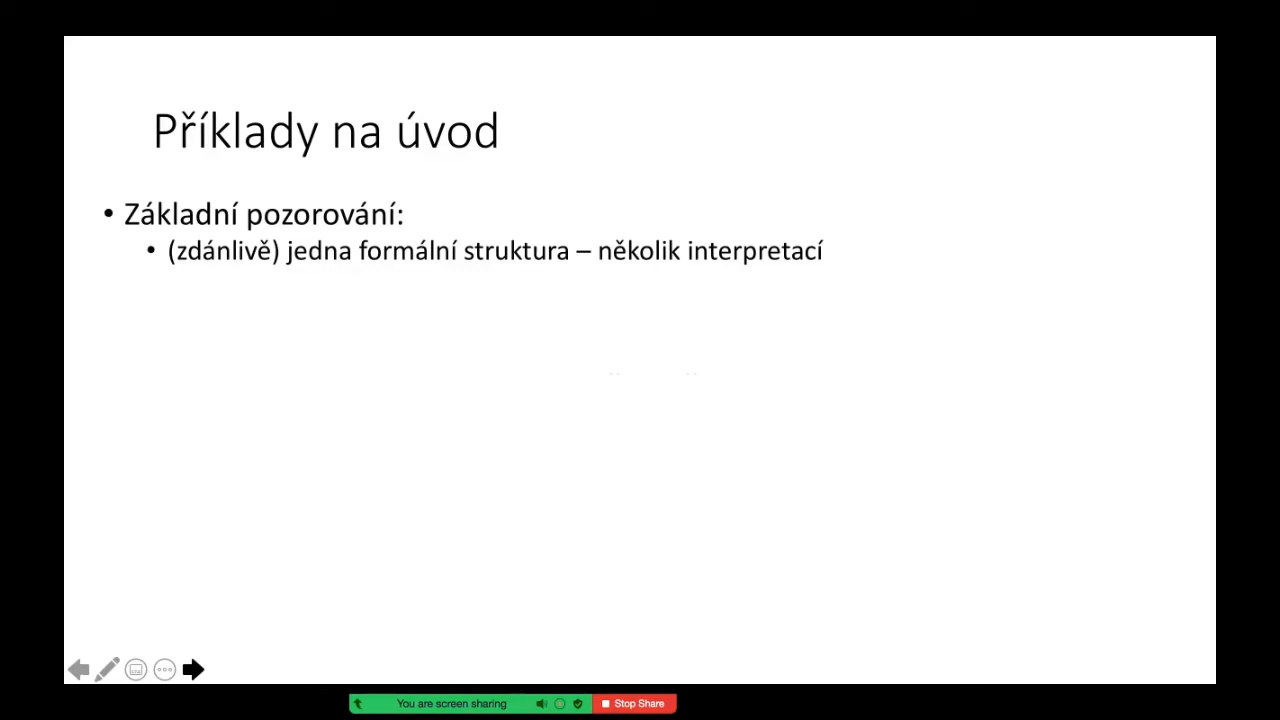 Příklady na úvod
• Základní pozorování:
• (zdánlivě) jedna formální struktura – několik interpretací
You are screen sharing
Stop Share